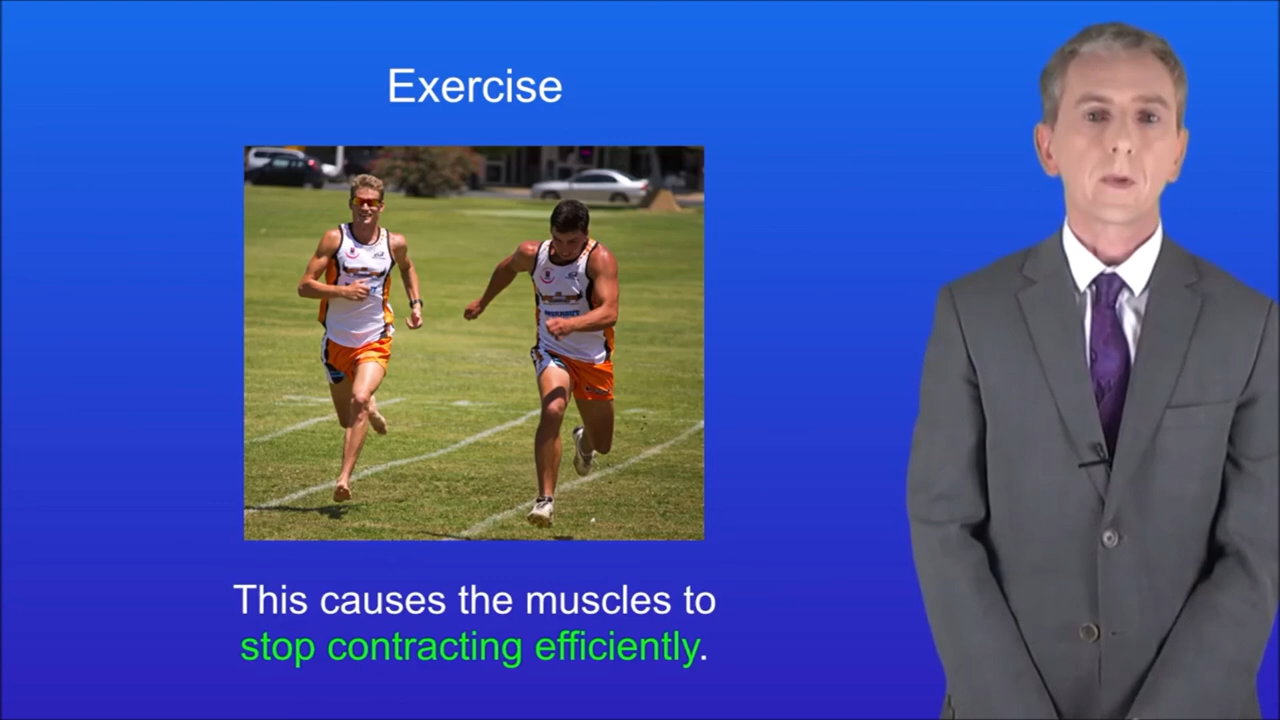 Exercise
This causes the muscles to
stop contracting efficiently.